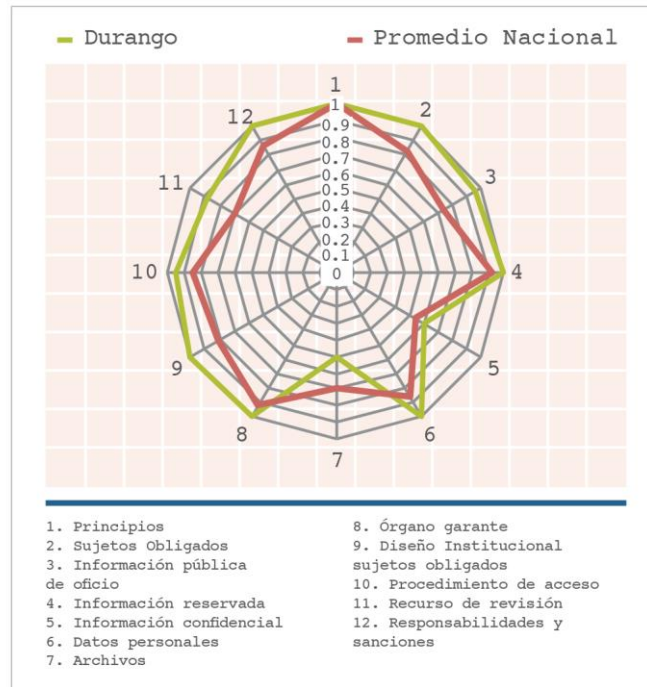 Durango
Promedio Nacional
1
2
3
4
5
6
7
8
9
10
11
12
1
0.9
0.8
0.7
0.6
0.5
0.4
0.3
0.2
0.1
0
1. Principios
2. Sujetos Obligados
3. Información pública
de oficio
4. Información reservada
5. Información confidencial
6. Datos personales
7. Archivos
8. Órgano garante
9. Diseño Institucional
sujetos obligados
10. Procedimiento de acceso
11. Recurso de revisión
12. Responsabilidades y
sanciones